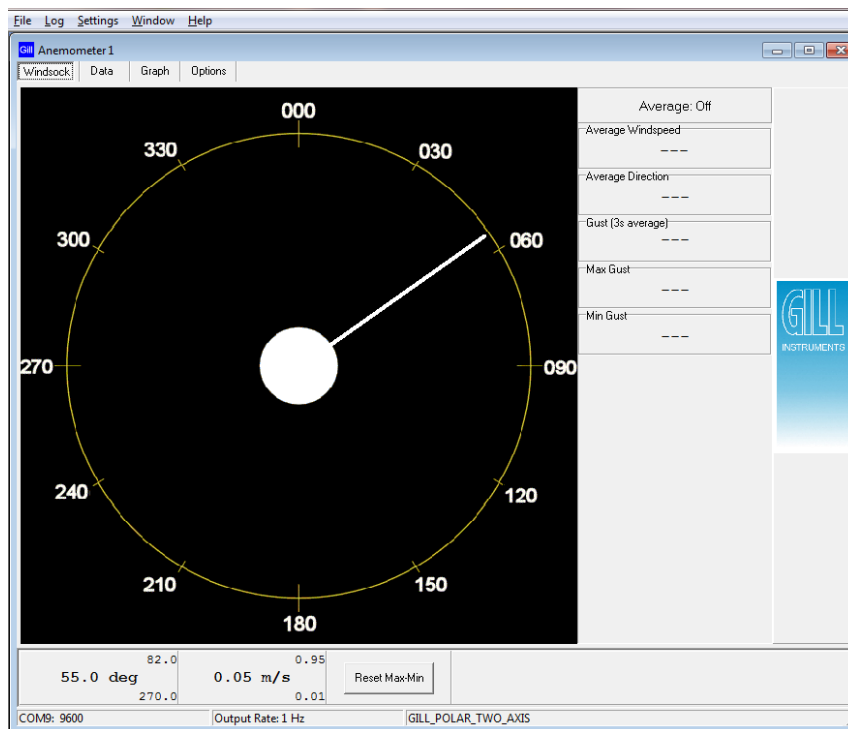 File Log Settings Window Help
Gill Anemometer 1
Windsock Data Graph Options
000
330 030
300 060
270 090
240 120
210 150
180
Average: Off
Average Windspeed
---
Average Direction
---
Gust (3s average)
---
Max Gust
---
Min Gust
---
GILL
INSTRUMENTS
82.0 0.95
55.0 deg 0.05 m/s Reset Max-Min
270.0 0.01
COM9: 9600 Output Rate: 1 Hz GILL_POLAR_TWO_AXIS